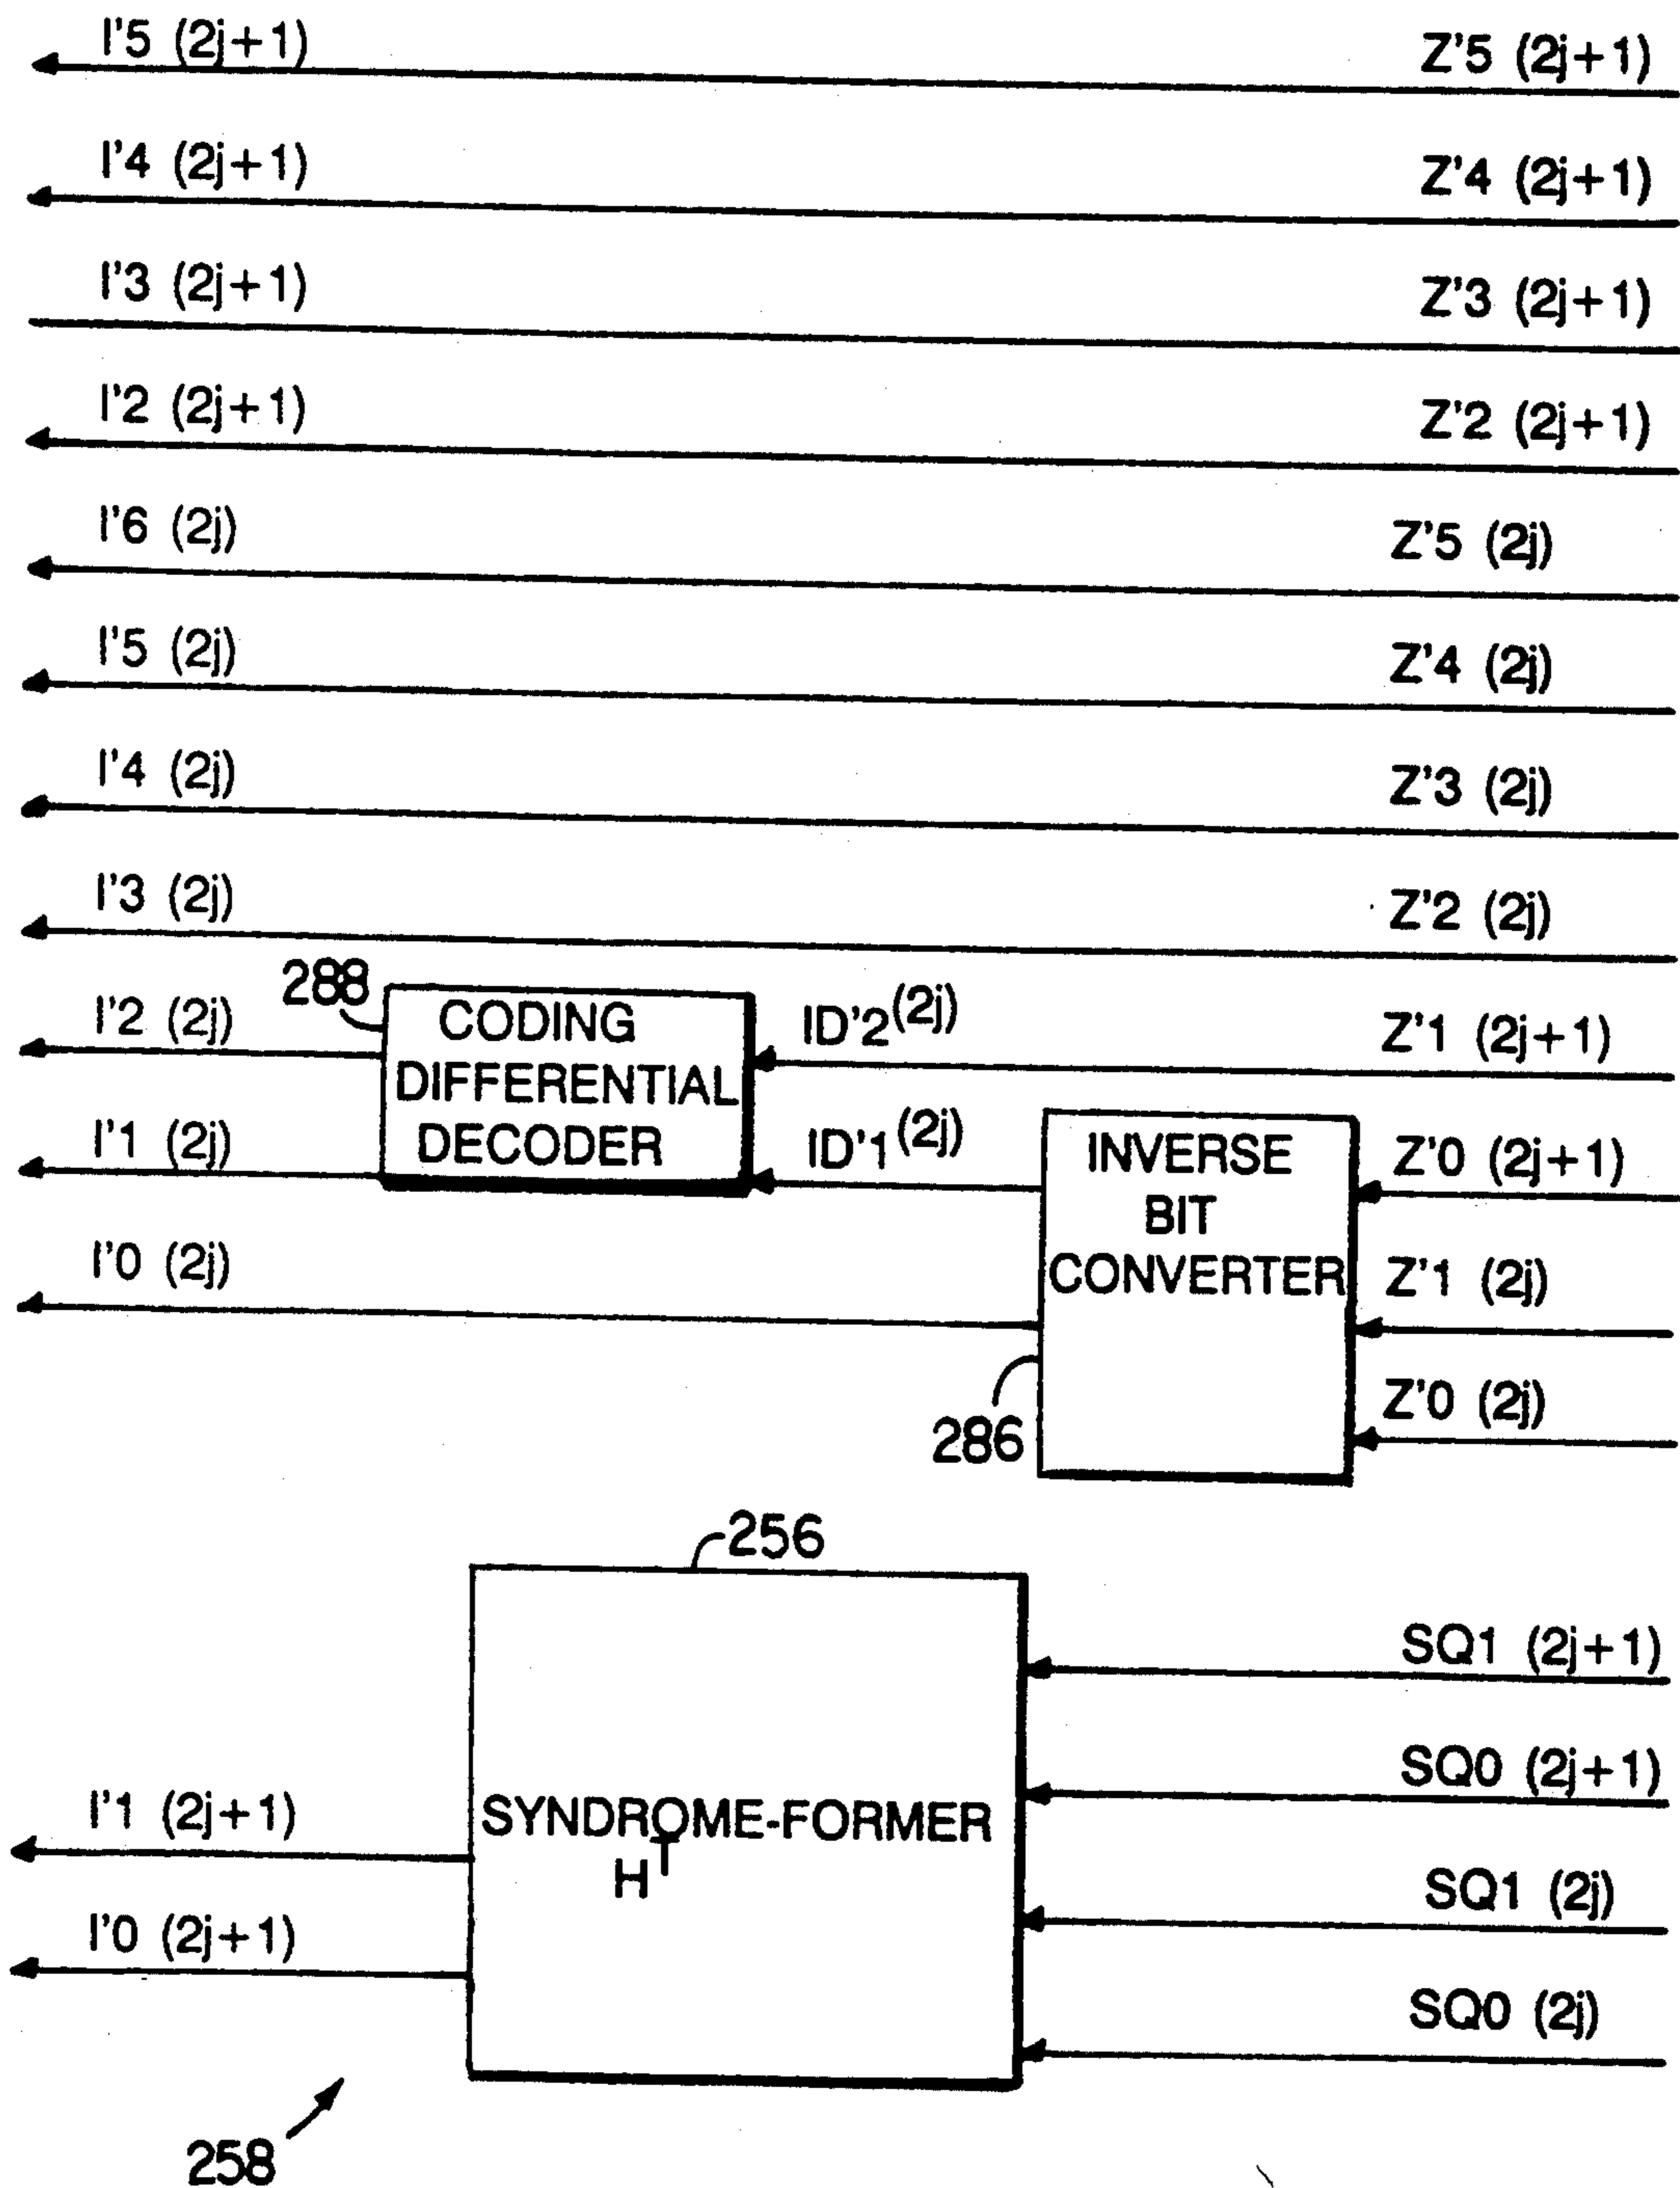 I'5 (2j+1) Z'5 (2j+1)
I'4 (2j+1) Z'4 (2j+1)
I'3 (2j+1) Z'3 (2j+1)
I'2 (2j+1) Z'2 (2j+1)
I'6 (2j) Z'5 (2j)
I'5 (2j) Z'4 (2j)
I'4 (2j) Z'3 (2j)
I'3 (2j) Z'2 (2j)
288
I'2 (2j) CODING ID'2(2j) Z'1 (2j+1)
DIFFERENTIAL
I'1 (2j) DECODER ID'1(2j) INVERSE Z'0 (2j+1)
BIT
I'0 (2j) CONVERTER Z'1 (2j)
286 Z'0 (2j)
256
SQ1 (2j+1)
SQ0 (2j+1)
I'1 (2j+1) SYNDROME-FORMER
H^T SQ1 (2j)
I'0 (2j+1)
SQ0 (2j)
258